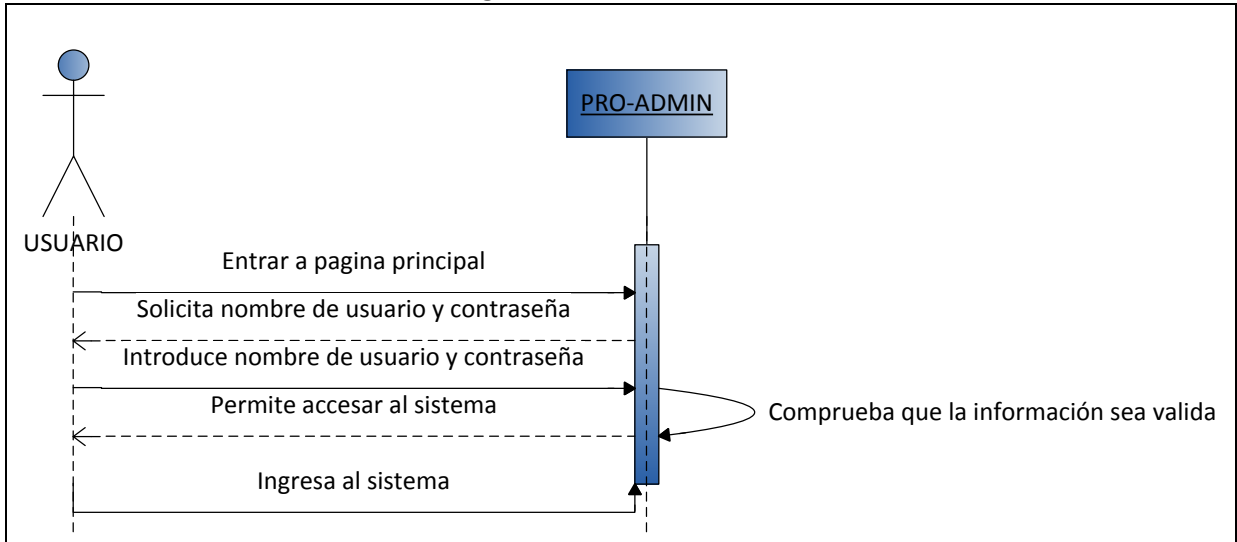 PRO-ADMIN
USUARIO
Entrar a pagina principal
Solicita nombre de usuario y contraseña
Introduce nombre de usuario y contraseña
Permite accesar al sistema
Comprueba que la información sea valida
Ingresa al sistema